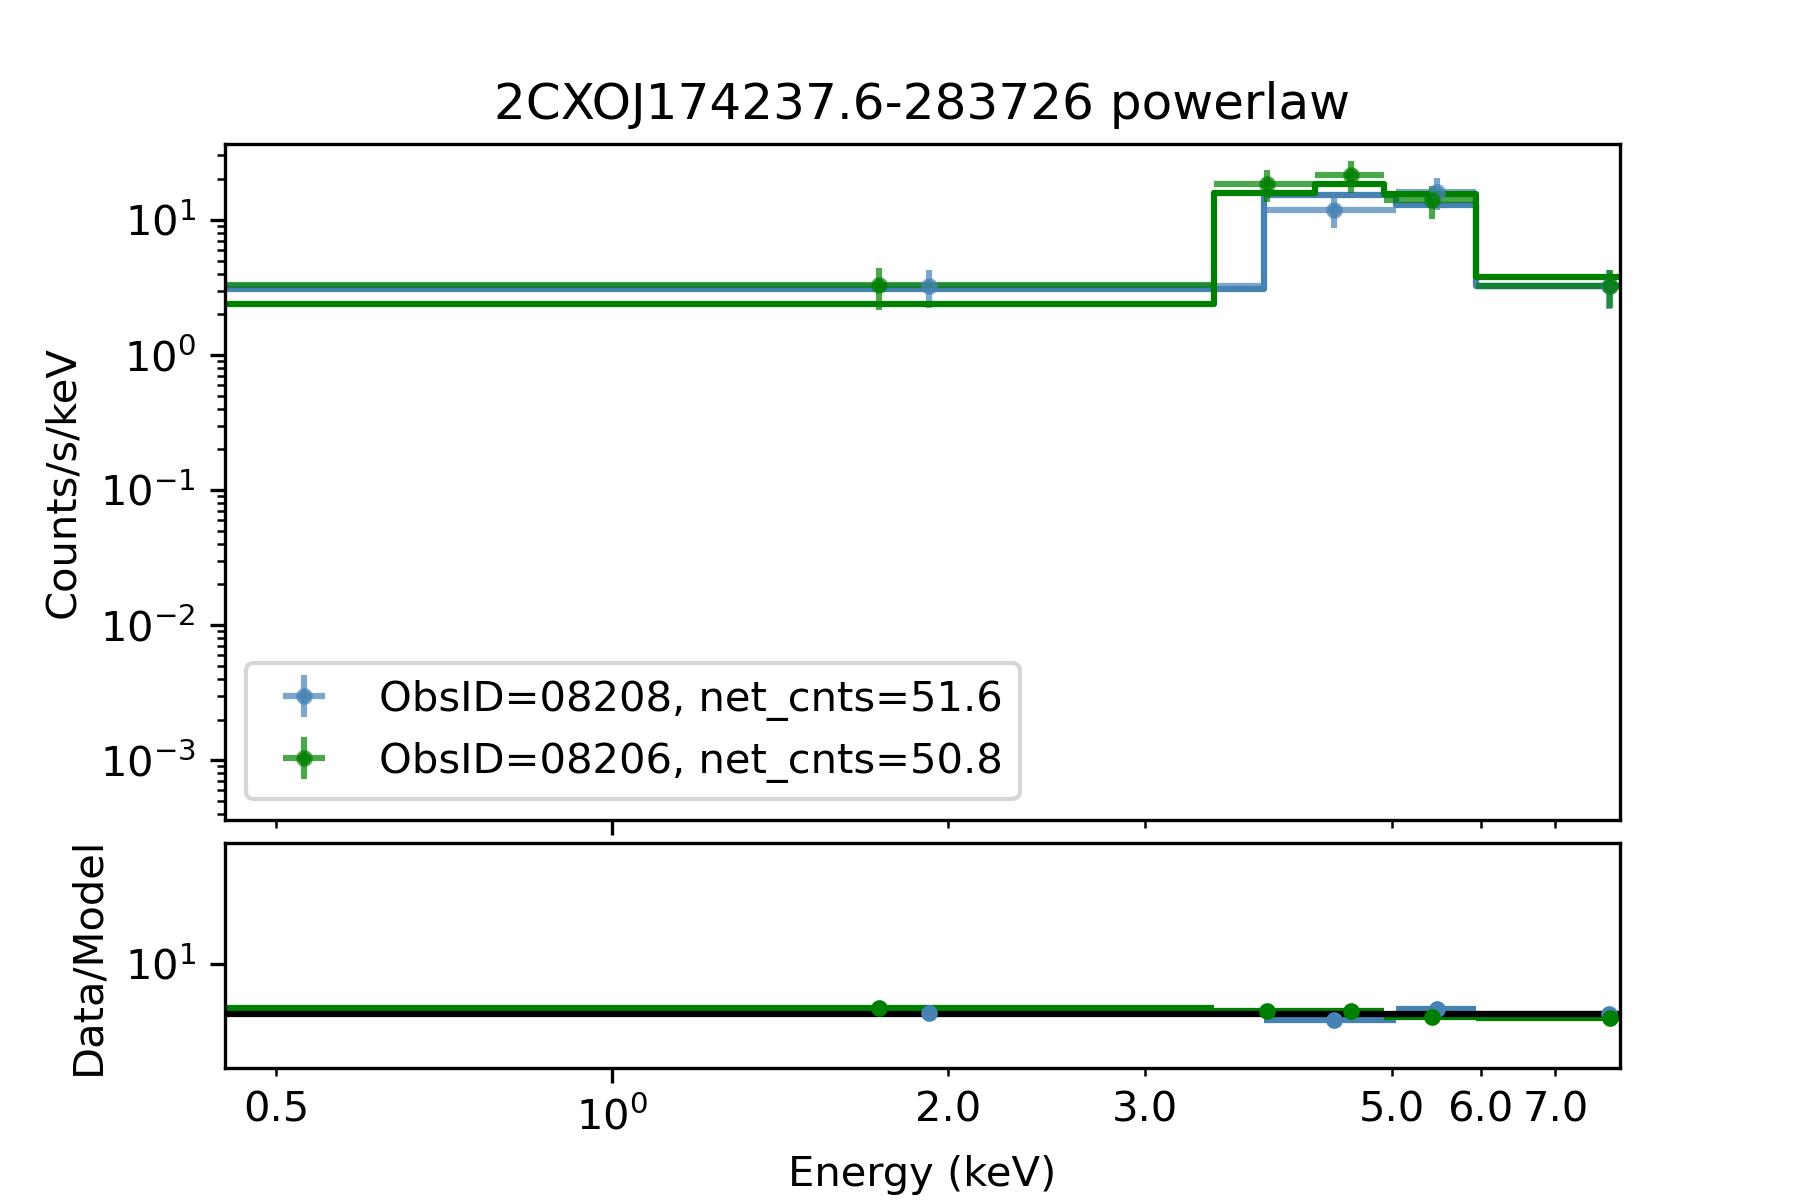 2CXOJ174237.6-283726 powerlaw
Counts/s/keV
10¹
10⁰
10⁻¹
10⁻²
10⁻³
ObsID=08208, net_cnts=51.6
ObsID=08206, net_cnts=50.8
Data/Model
10¹
0.5 10⁰ 2.0 3.0 5.0 6.0 7.0
Energy (keV)